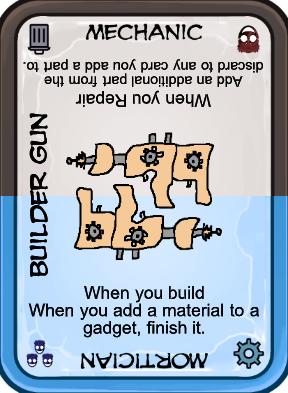 MECHANIC
When you Repair
Add an additional part from the
discard to any card you add a part to.
BUILDER GUN
When you build
When you add a material to a
gadget, finish it.
MORTICIAN